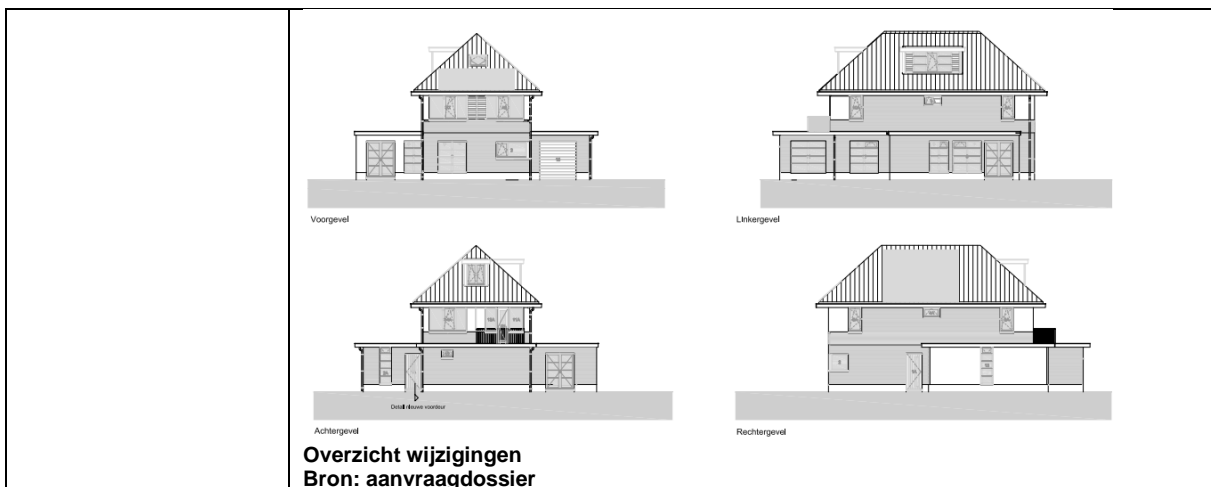 Voorgevel
Linkergevel
Detail nieuwe voordeur
Achtergevel
Rechtergevel
Overzicht wijzigingen
Bron: aanvraagdossier